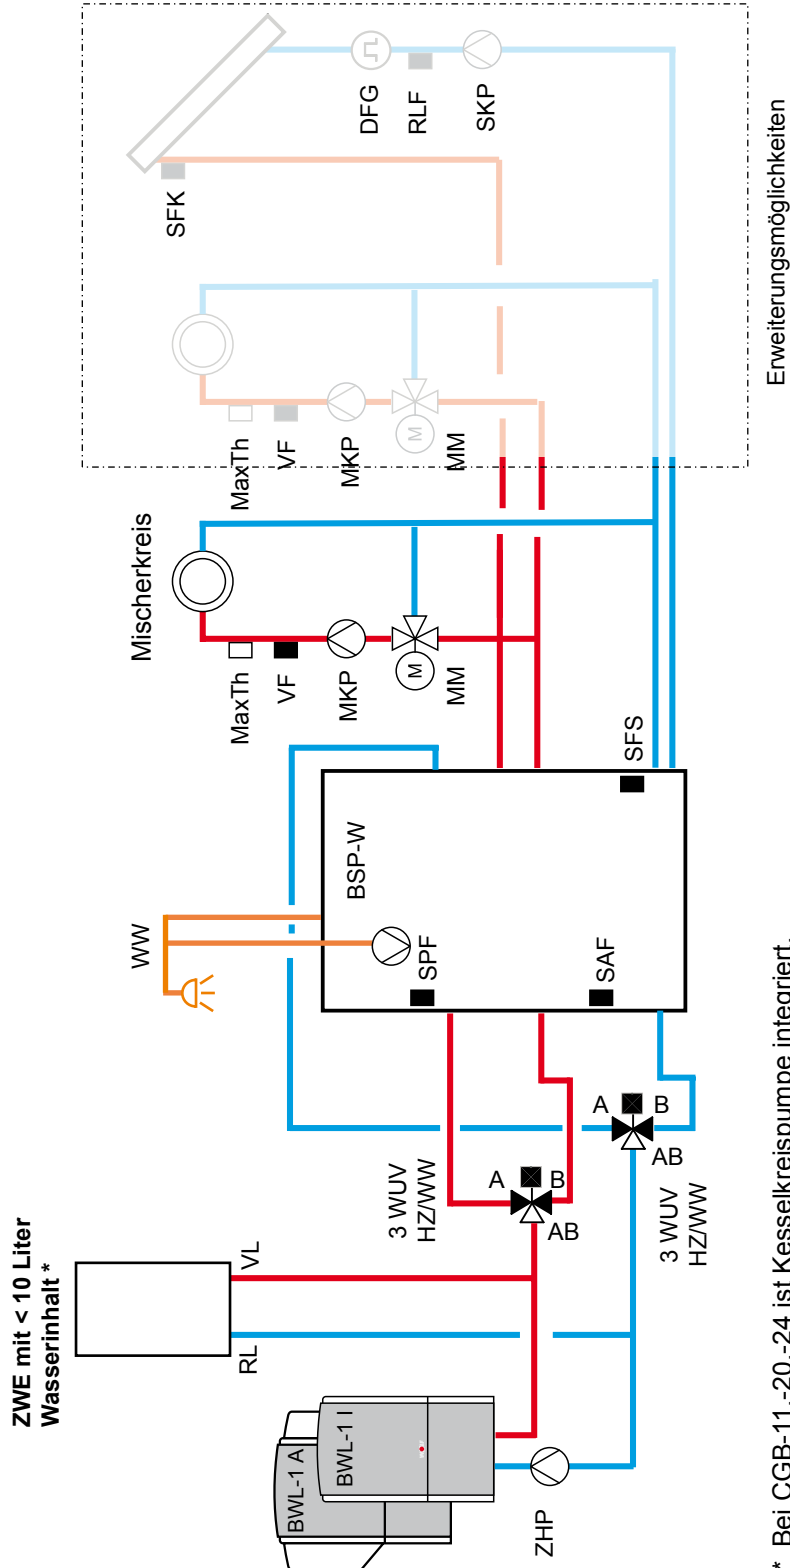 ZWE mit < 10 Liter
Wasserinhalt *
RL
VL
BWL-1 A
BWL-1 I
ZHP
3 WUV
HZ/WW
A
B
AB
3 WUV
HZ/WW
A
B
AB
WW
BSP-W
SPF
SAF
SFS
Mischerkreis
MaxTh
VF
MKP
M
MM
MaxTh
VF
MKP
M
MM
SFK
DFG
RLF
SKP
Erweiterungsmöglichkeiten
* Bei CGB-11,-20,-24 ist Kesselkreispumpe integriert.